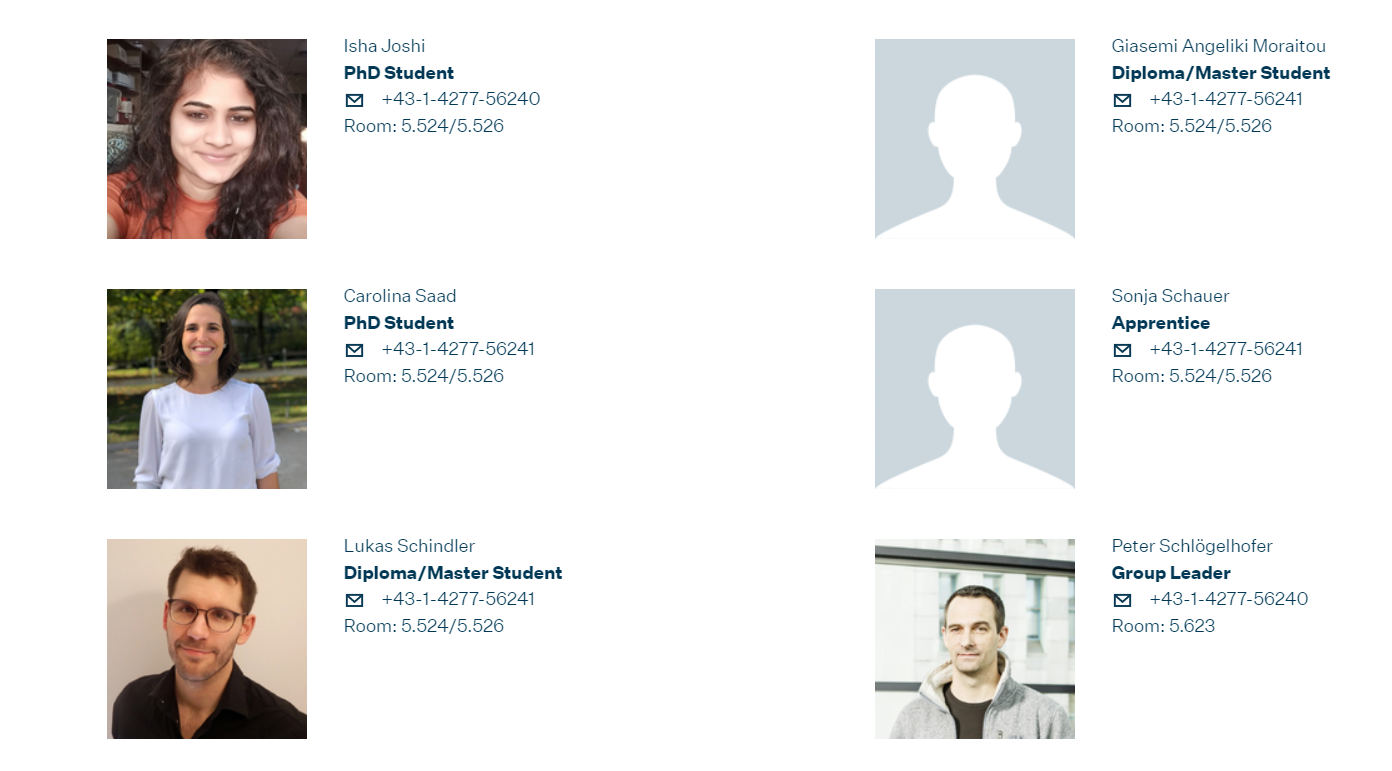 Isha Joshi
PhD Student
+43-1-4277-56240
Room: 5.524/5.526
Giasemi Angeliki Moraitou
Diploma/Master Student
+43-1-4277-56241
Room: 5.524/5.526
Carolina Saad
PhD Student
+43-1-4277-56241
Room: 5.524/5.526
Sonja Schauer
Apprentice
+43-1-4277-56241
Room: 5.524/5.526
Lukas Schindler
Diploma/Master Student
+43-1-4277-56241
Room: 5.524/5.526
Peter Schlögelhofer
Group Leader
+43-1-4277-56240
Room: 5.623